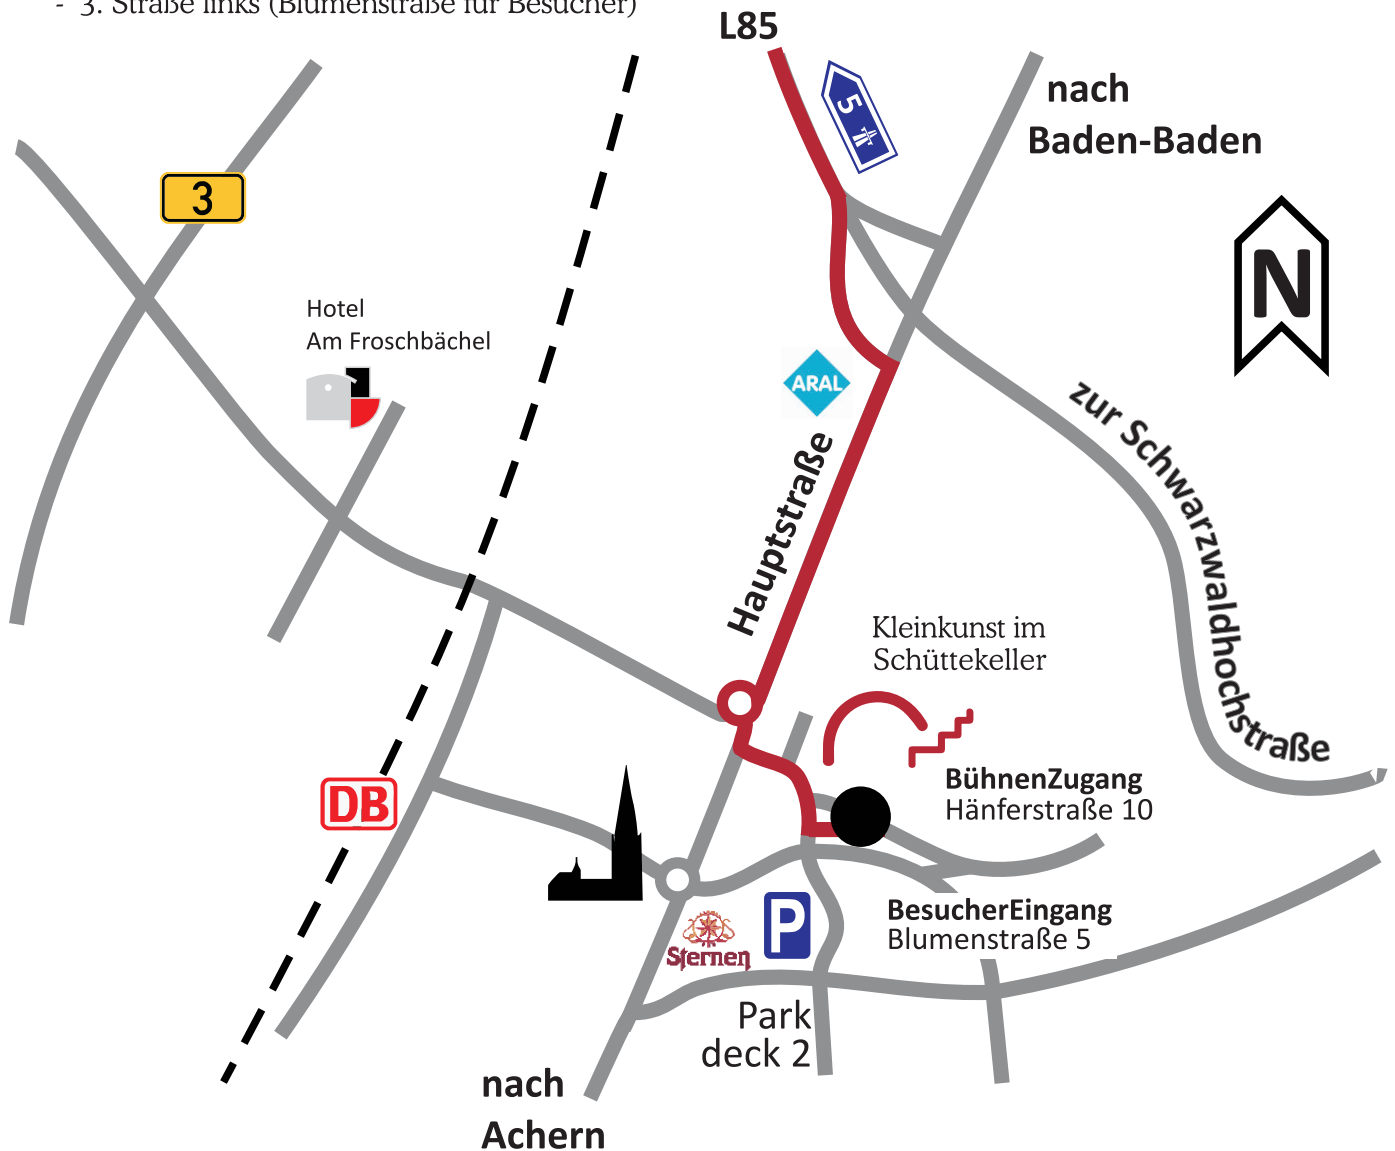 - 3. Straße links (Blumenstraße für Besucher)
L85
5
nach
Baden-Baden
3
N
Hotel
Am Froschbächel
ARAL
zur Schwarzwaldhochstraße
Hauptstraße
Kleinkunst im
Schüttekeller
BühnenZugang
Hänferstraße 10
DB
BesucherEingang
Blumenstraße 5
P
Sternen
Park
deck 2
nach
Achern